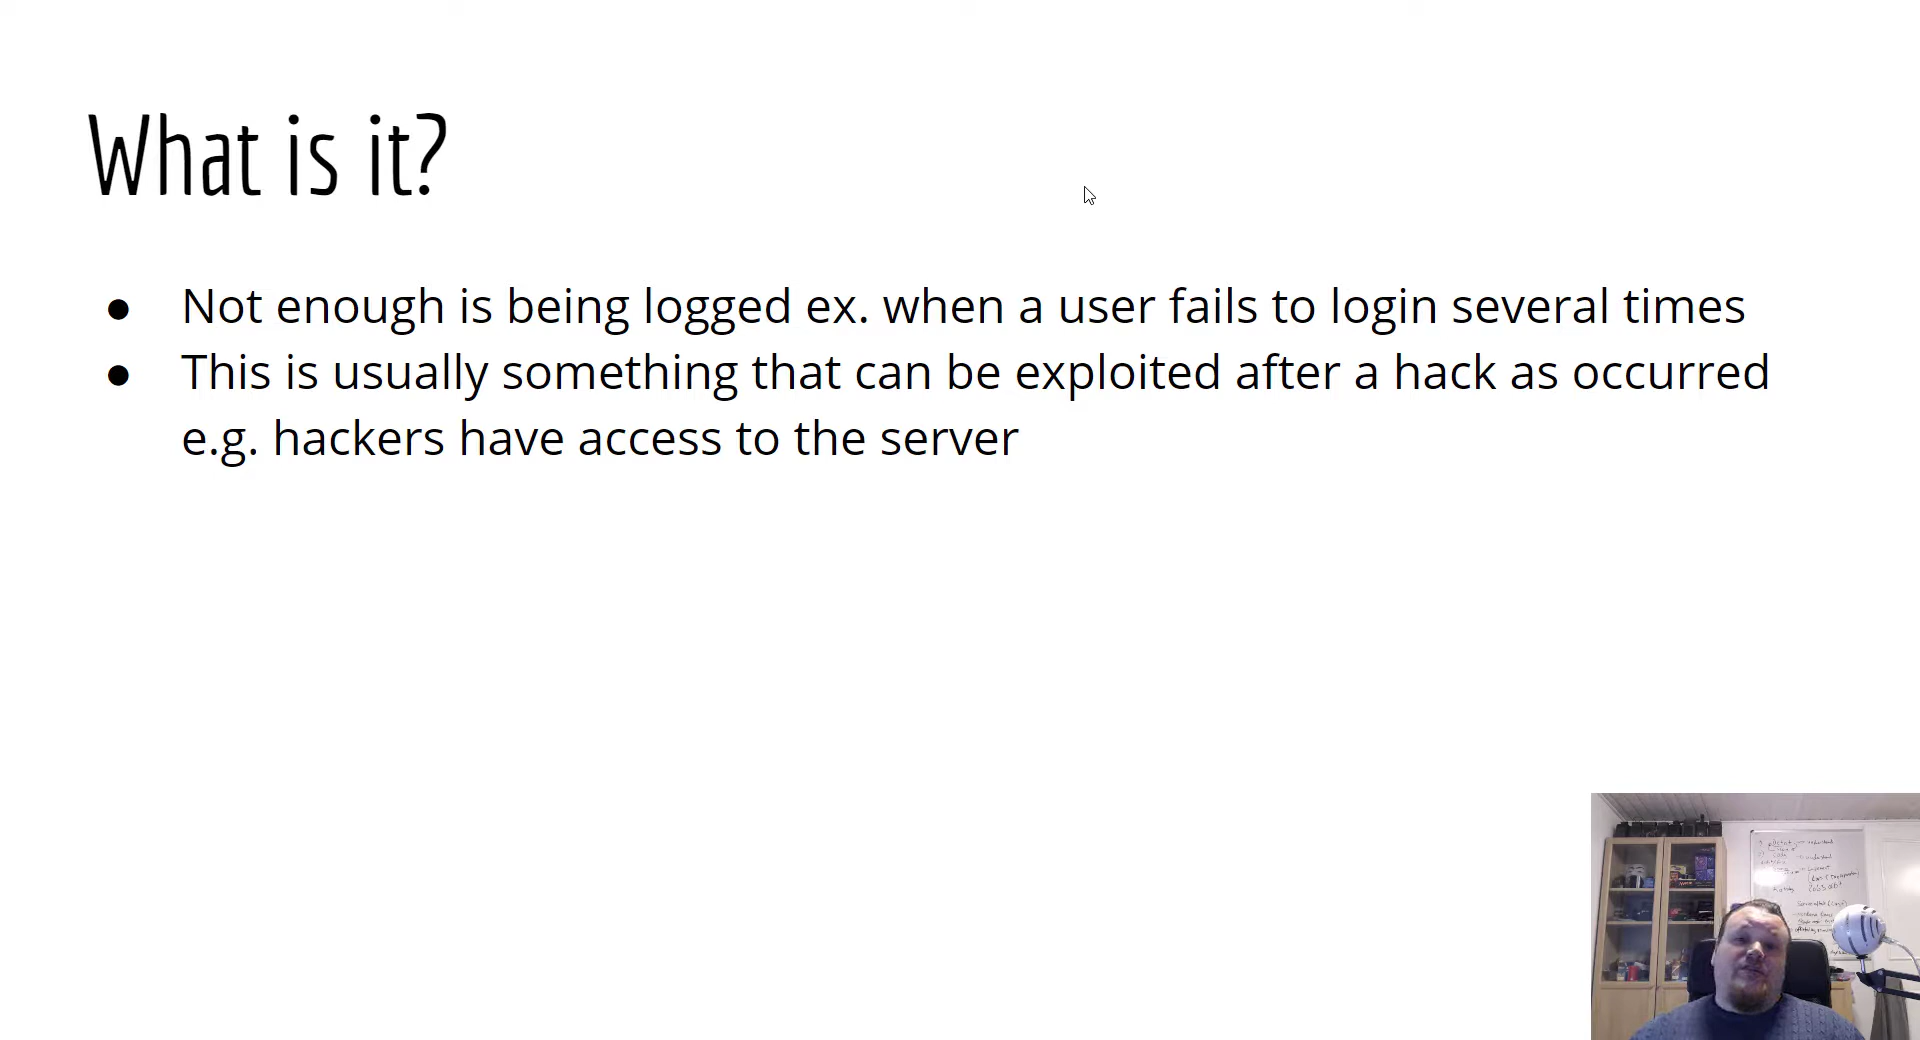 What is it?
● Not enough is being logged ex. when a user fails to login several times
● This is usually something that can be exploited after a hack as occurred
e.g. hackers have access to the server